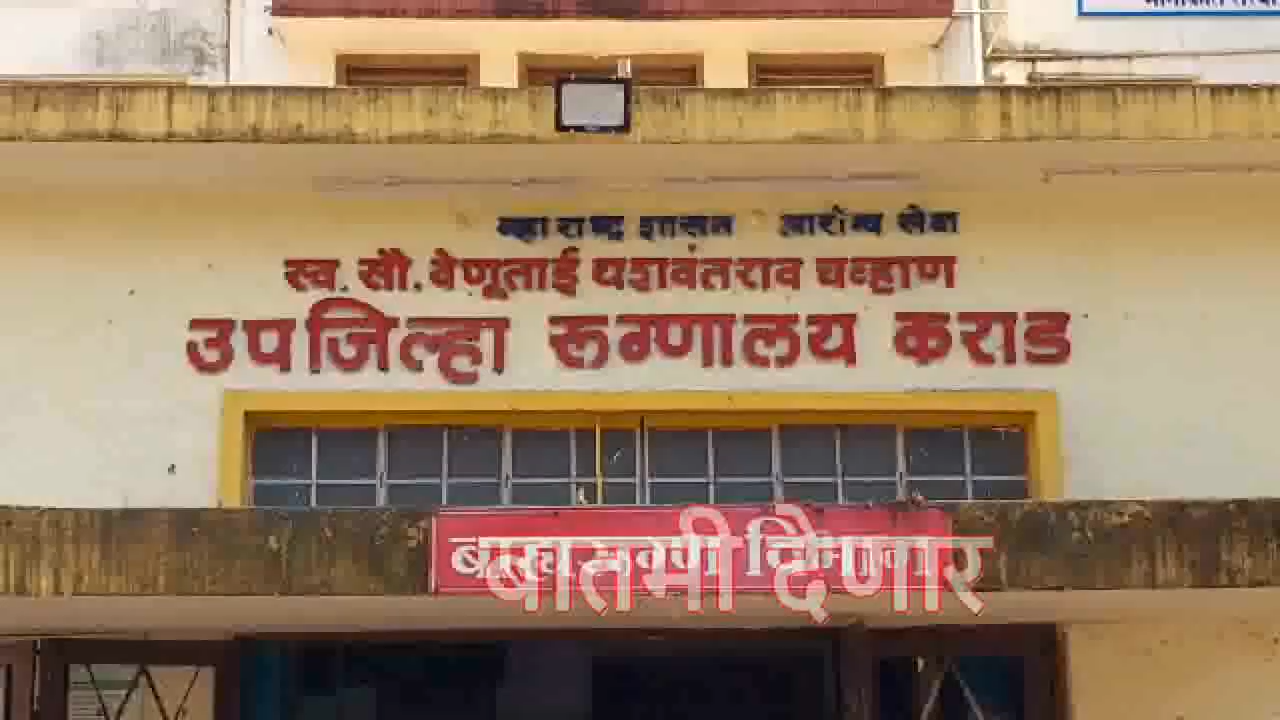 महाराष्ट्र शासन आरोग्य सेवा
स्व. सौ. वेणूताई यशवंतराव चव्हाण
उपजिल्हा रुग्णालय कराड
बाह्य रुग्ण विभाग
बातमी देणार